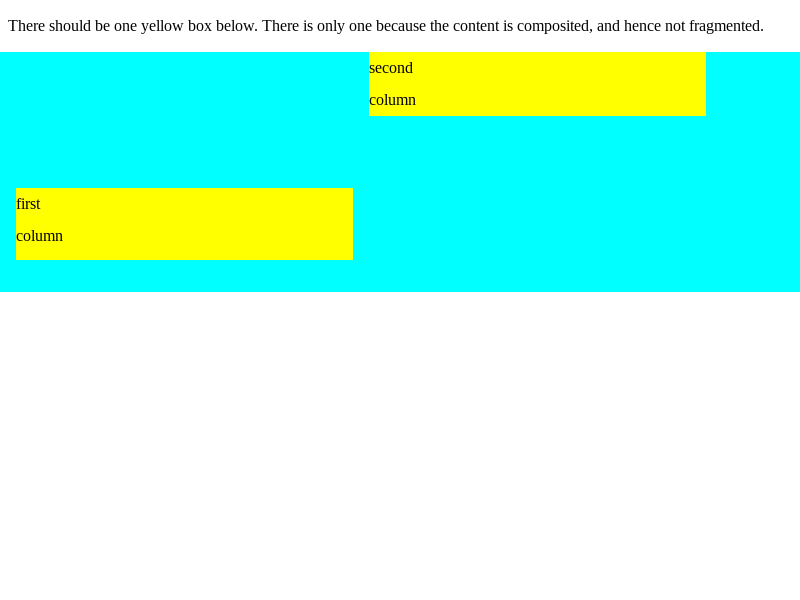 There should be one yellow box below. There is only one because the content is composited, and hence not fragmented.
first
column
second
column